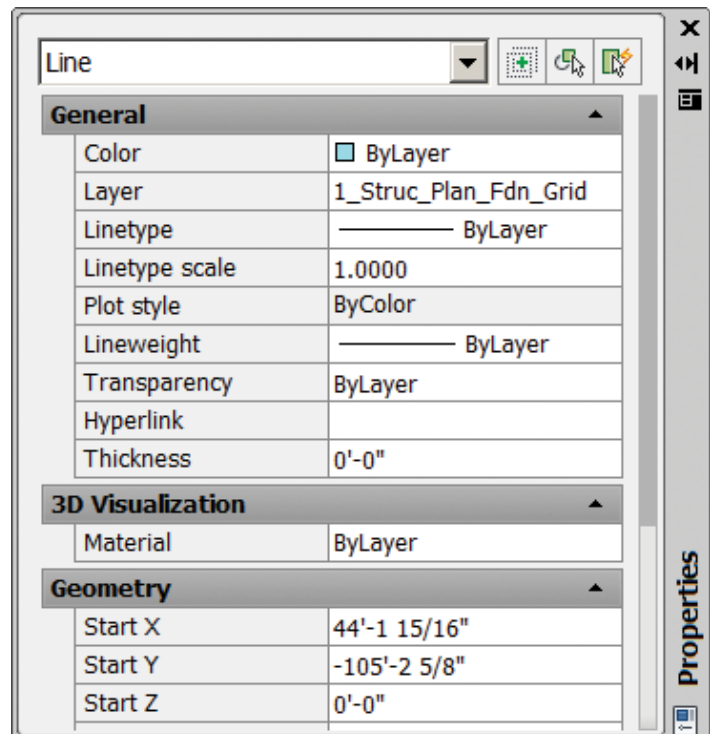 Line
General
Color ByLayer
Layer 1_Struc_Plan_Fdn_Grid
Linetype ByLayer
Linetype scale 1.0000
Plot style ByColor
Lineweight ByLayer
Transparency ByLayer
Hyperlink
Thickness 0'-0"
3D Visualization
Material ByLayer
Geometry
Start X 44'-1 15/16"
Start Y -105'-2 5/8"
Start Z 0'-0"
Properties